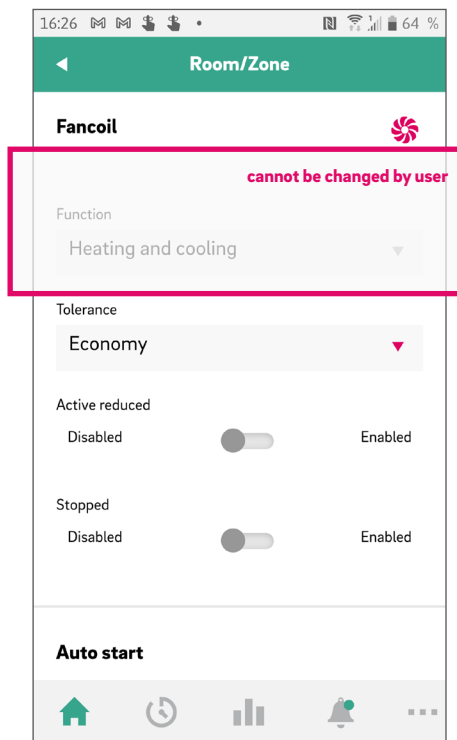 16:26 64 %
Room/Zone
Fancoil
cannot be changed by user
Function
Heating and cooling
Tolerance
Economy
Active reduced
Disabled Enabled
Stopped
Disabled Enabled
Auto start